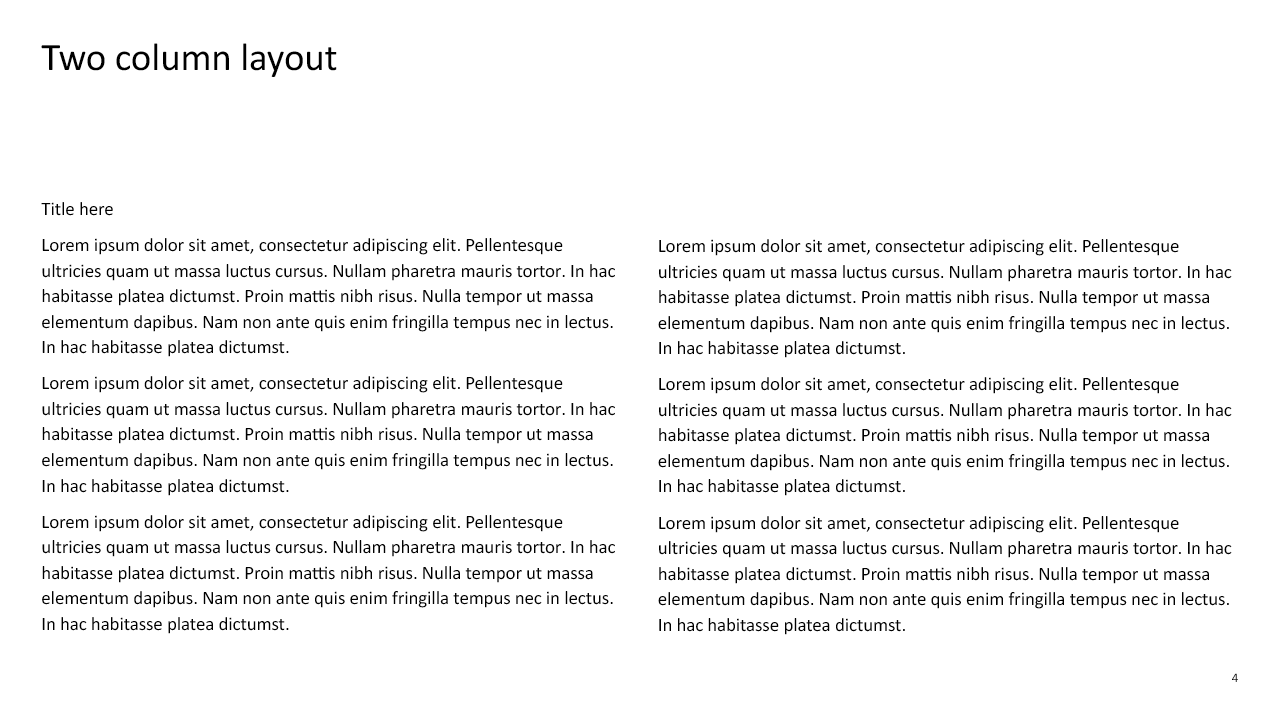 Two column layout
Title here
Lorem ipsum dolor sit amet, consectetur adipiscing elit. Pellentesque
ultricies quam ut massa luctus cursus. Nullam pharetra mauris tortor. In hac
habitasse platea dictumst. Proin mattis nibh risus. Nulla tempor ut massa
elementum dapibus. Nam non ante quis enim fringilla tempus nec in lectus.
In hac habitasse platea dictumst.
Lorem ipsum dolor sit amet, consectetur adipiscing elit. Pellentesque
ultricies quam ut massa luctus cursus. Nullam pharetra mauris tortor. In hac
habitasse platea dictumst. Proin mattis nibh risus. Nulla tempor ut massa
elementum dapibus. Nam non ante quis enim fringilla tempus nec in lectus.
In hac habitasse platea dictumst.
Lorem ipsum dolor sit amet, consectetur adipiscing elit. Pellentesque
ultricies quam ut massa luctus cursus. Nullam pharetra mauris tortor. In hac
habitasse platea dictumst. Proin mattis nibh risus. Nulla tempor ut massa
elementum dapibus. Nam non ante quis enim fringilla tempus nec in lectus.
In hac habitasse platea dictumst.
Lorem ipsum dolor sit amet, consectetur adipiscing elit. Pellentesque
ultricies quam ut massa luctus cursus. Nullam pharetra mauris tortor. In hac
habitasse platea dictumst. Proin mattis nibh risus. Nulla tempor ut massa
elementum dapibus. Nam non ante quis enim fringilla tempus nec in lectus.
In hac habitasse platea dictumst.
Lorem ipsum dolor sit amet, consectetur adipiscing elit. Pellentesque
ultricies quam ut massa luctus cursus. Nullam pharetra mauris tortor. In hac
habitasse platea dictumst. Proin mattis nibh risus. Nulla tempor ut massa
elementum dapibus. Nam non ante quis enim fringilla tempus nec in lectus.
In hac habitasse platea dictumst.
Lorem ipsum dolor sit amet, consectetur adipiscing elit. Pellentesque
ultricies quam ut massa luctus cursus. Nullam pharetra mauris tortor. In hac
habitasse platea dictumst. Proin mattis nibh risus. Nulla tempor ut massa
elementum dapibus. Nam non ante quis enim fringilla tempus nec in lectus.
In hac habitasse platea dictumst.
4